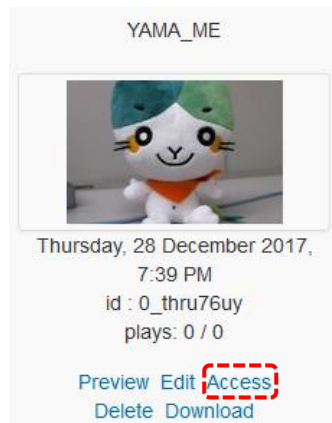 YAMA_ME
Thursday, 28 December 2017,
7:39 PM
id : 0_thru76uy
plays: 0 / 0
Preview Edit Access
Delete Download